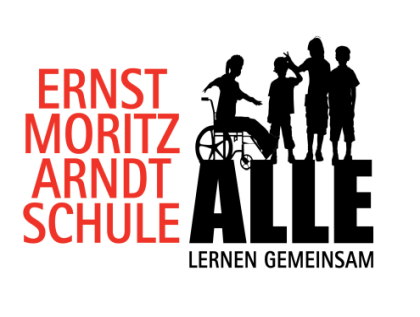 ERNST
MORITZ
ARNDT
SCHULE
ALLE
LERNEN GEMEINSAM